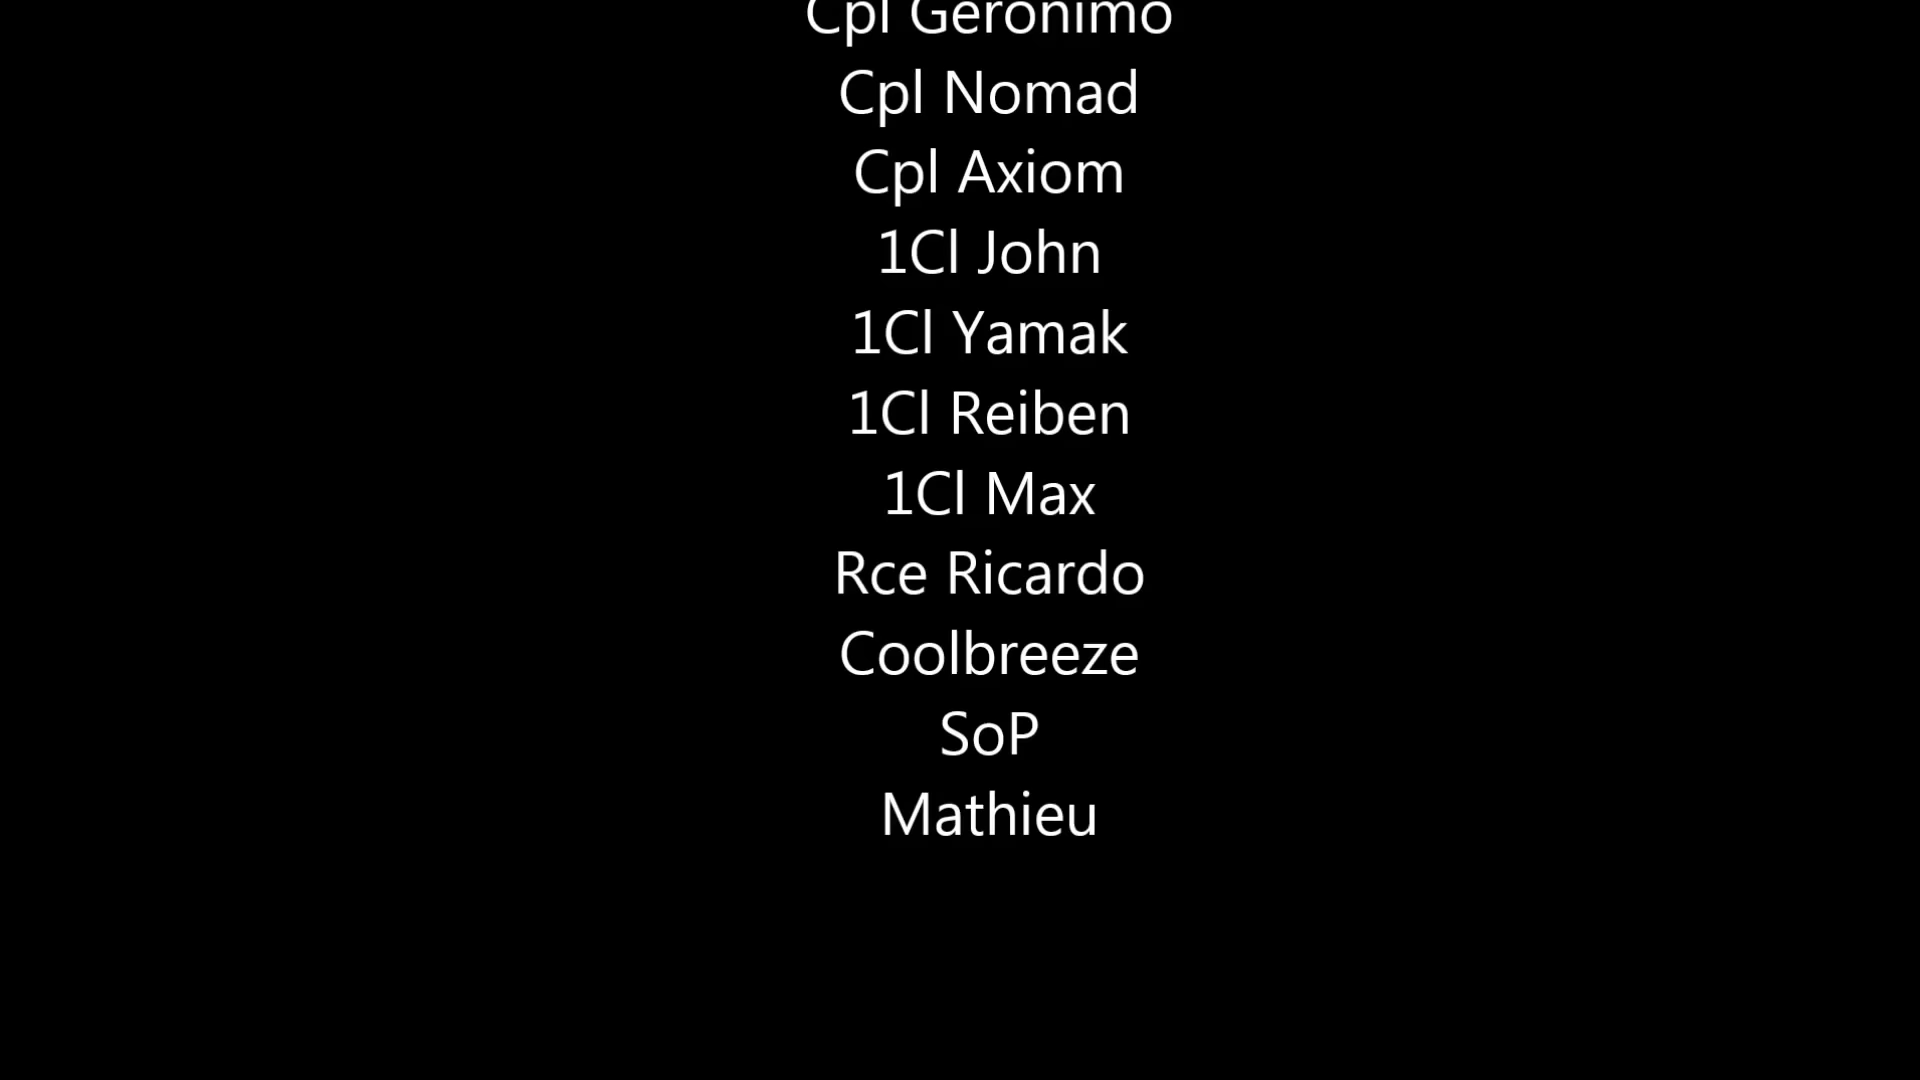 Cpl Geronimo
Cpl Nomad
Cpl Axiom
1Cl John
1Cl Yamak
1Cl Reiben
1Cl Max
Rce Ricardo
Coolbreeze
SoP
Mathieu